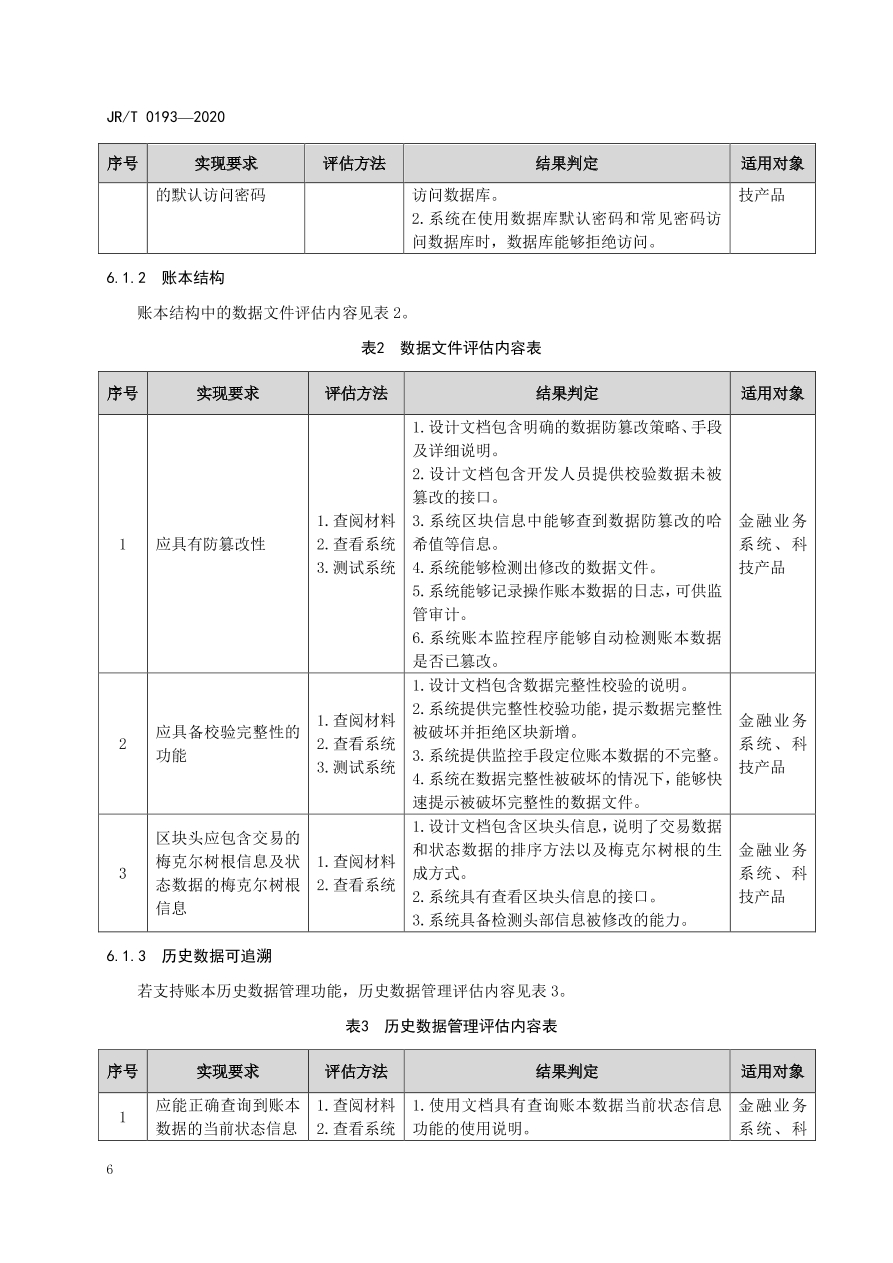 JR/T 0193—2020
序号 实现要求 评估方法 结果判定 适用对象
的默认访问密码 访问数据库。 技产品
2.系统在使用数据库默认密码和常见密码访
问数据库时，数据库能够拒绝访问。
6.1.2 账本结构
账本结构中的数据文件评估内容见表 2。
表2 数据文件评估内容表
序号 实现要求 评估方法 结果判定 适用对象
1
应具有防篡改性
1.查阅材料
2.查看系统
3.测试系统
1.设计文档包含明确的数据防篡改策略、手段
及详细说明。
2.设计文档包含开发人员提供校验数据未被
篡改的接口。
3.系统区块信息中能够查到数据防篡改的哈
希值等信息。
4.系统能够检测出修改的数据文件。
5.系统能够记录操作账本数据的日志，可供监
管审计。
6.系统账本监控程序能够自动检测账本数据
是否已篡改。
金融业务
系统、科
技产品
2
应具备校验完整性的
功能
1.查阅材料
2.查看系统
3.测试系统
1.设计文档包含数据完整性校验的说明。
2.系统提供完整性校验功能，提示数据完整性
被破坏并拒绝区块新增。
3.系统提供监控手段定位账本数据的不完整。
4.系统在数据完整性被破坏的情况下，能够快
速提示被破坏完整性的数据文件。
金融业务
系统、科
技产品
3
区块头应包含交易的
梅克尔树根信息及状
态数据的梅克尔树根
信息
1.查阅材料
2.查看系统
1.设计文档包含区块头信息，说明了交易数据
和状态数据的排序方法以及梅克尔树根的生
成方式。
2.系统具有查看区块头信息的接口。
3.系统具备检测头部信息被修改的能力。
金融业务
系统、科
技产品
6.1.3 历史数据可追溯
若支持账本历史数据管理功能，历史数据管理评估内容见表 3。
表3 历史数据管理评估内容表
序号 实现要求 评估方法 结果判定 适用对象
1
应能正确查询到账本
数据的当前状态信息
1.查阅材料
2.查看系统
1.使用文档具有查询账本数据当前状态信息
功能的使用说明。
金融业务
系统、科
6